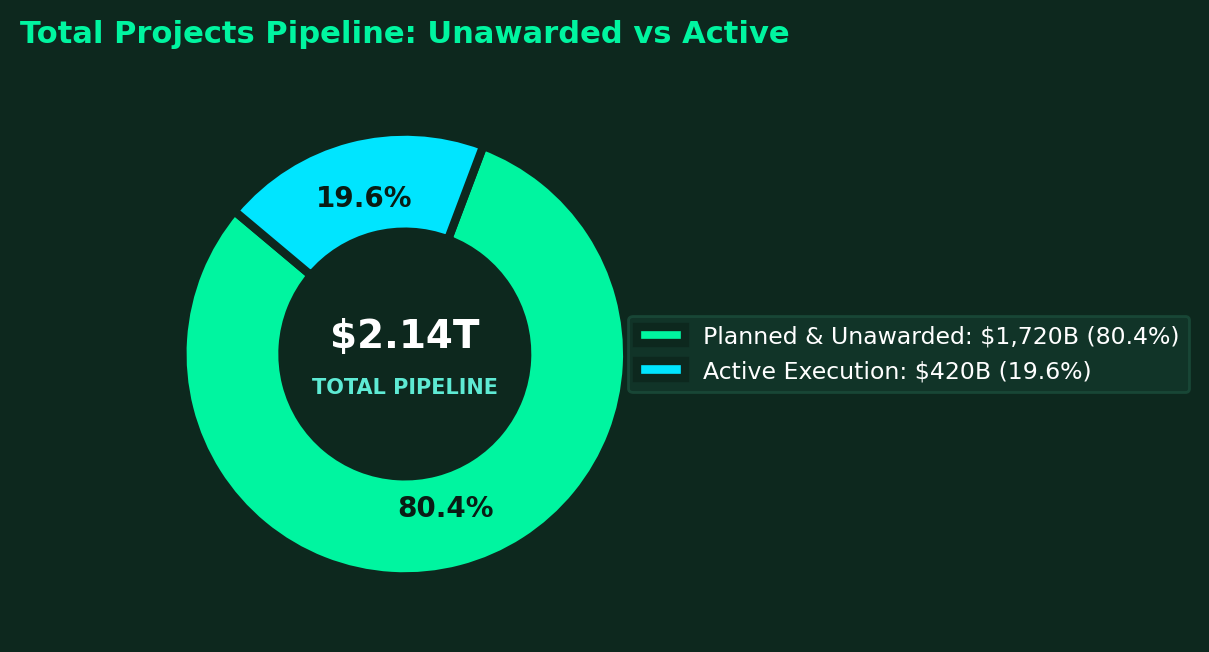 Total Projects Pipeline: Unawarded vs Active
19.6%
$2.14T
TOTAL PIPELINE
80.4%
Planned & Unawarded: $1,720B (80.4%)
Active Execution: $420B (19.6%)